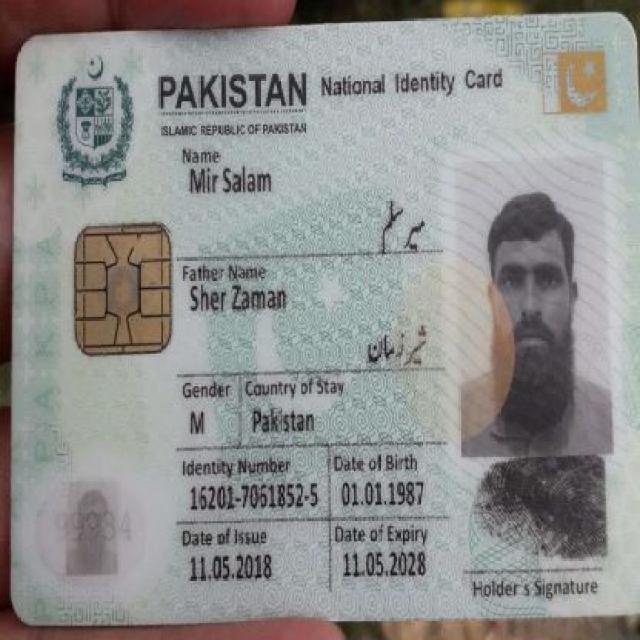 PAKISTAN National Identity Card
ISLAMIC REPUBLIC OF PAKISTAN
Name
Mir Salam
میر سلم
Father Name
Sher Zaman
شیر زمان
Gender Country of Stay
M Pakistan
Identity Number Date of Birth
16201-7061852-5 01.01.1987
Date of Issue Date of Expiry
11.05.2018 11.05.2028
Holder's Signature